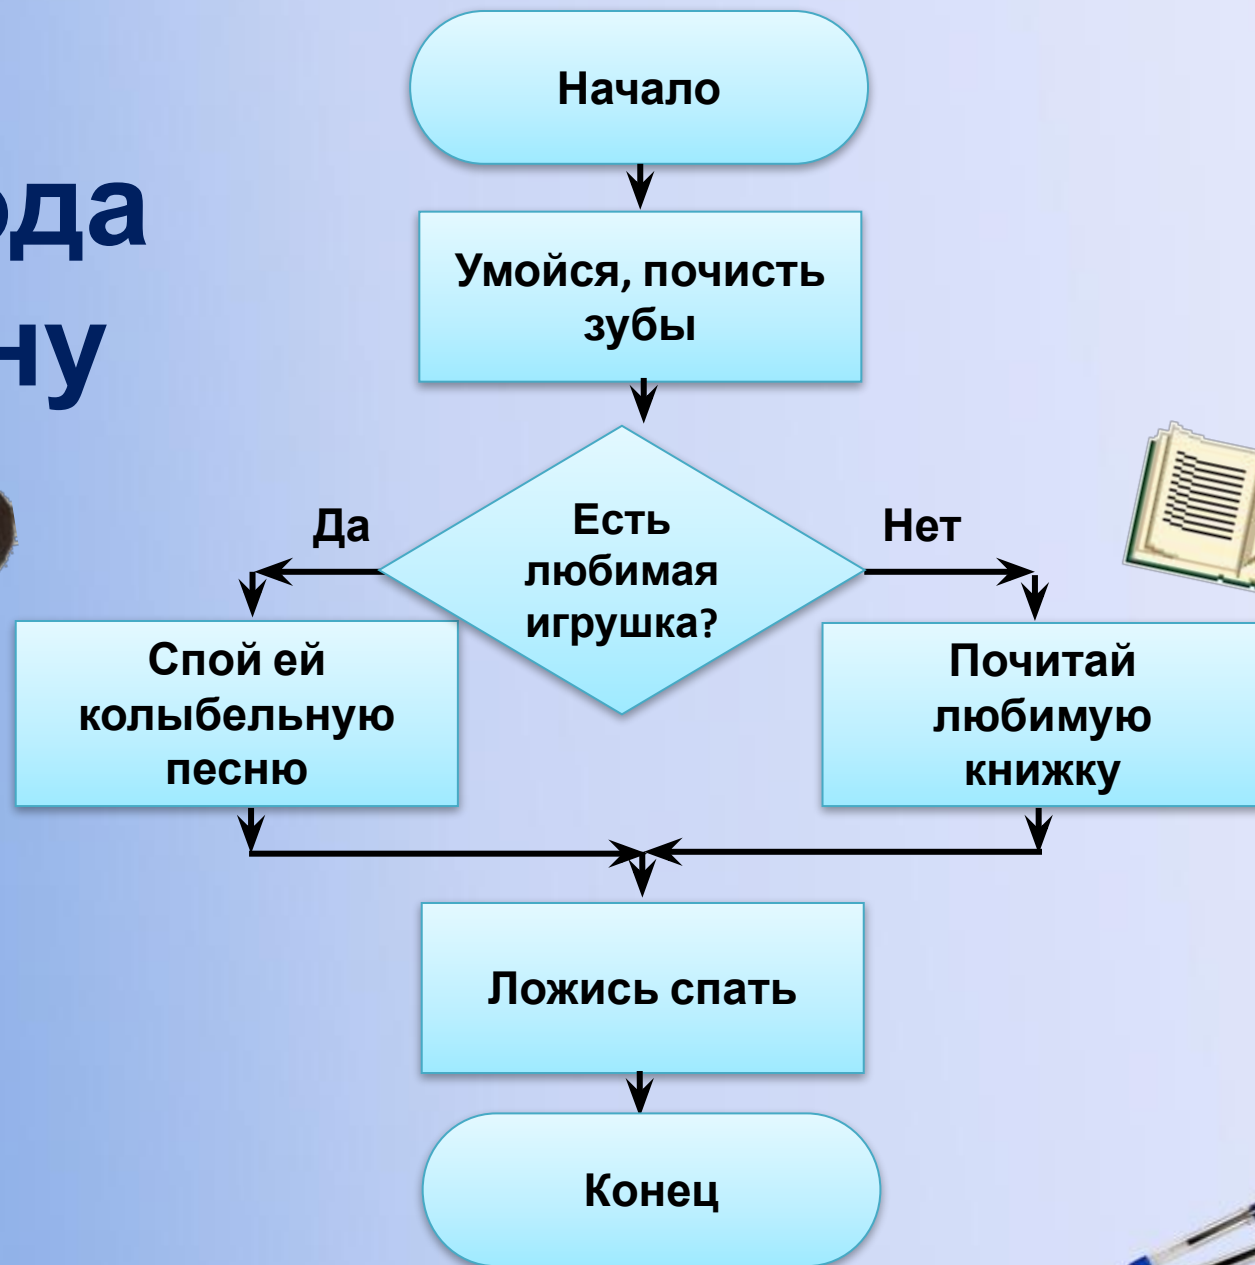 Начало
Умойся, почисть
зубы
Да
Есть
любимая
игрушка?
Нет
Спой ей
колыбельную
песню
Почитай
любимую
книжку
Ложись спать
Конец